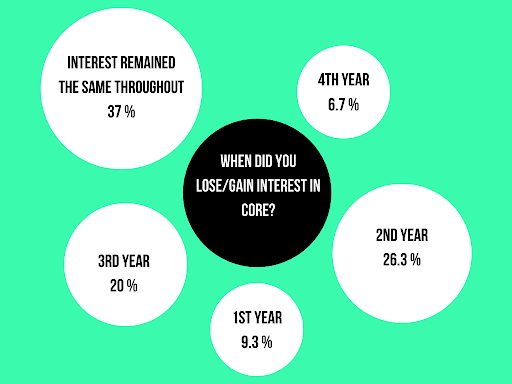 INTEREST REMAINED
THE SAME THROUGHOUT
37 %
4TH YEAR
6.7 %
WHEN DID YOU
LOSE/GAIN INTEREST IN
CORE?
2ND YEAR
26.3 %
3RD YEAR
20 %
1ST YEAR
9.3 %